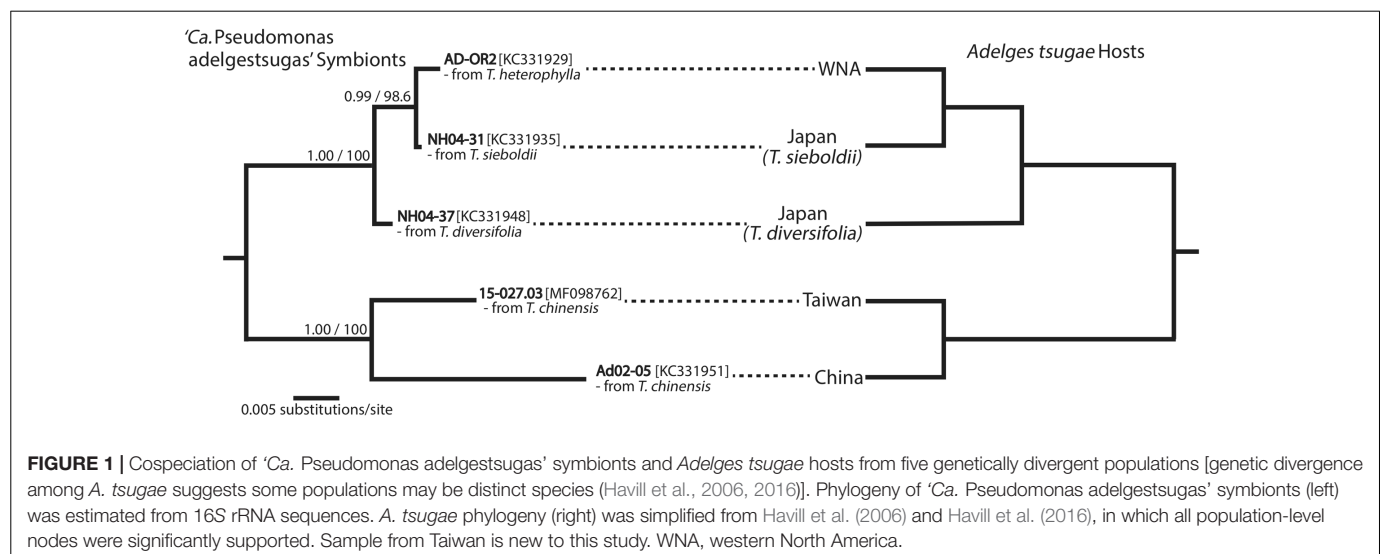 ‘Ca. Pseudomonas
adelgestsugas’ Symbionts
Adelges tsugae Hosts
AD-OR2 [KC331929]
- from T. heterophylla
WNA
0.99 / 98.6
NH04-31 [KC331935]
- from T. sieboldii
Japan
(T. sieboldii)
1.00 / 100
NH04-37 [KC331948]
- from T. diversifolia
Japan
(T. diversifolia)
15-027.03 [MF098762]
- from T. chinensis
Taiwan
1.00 / 100
Ad02-05 [KC331951]
- from T. chinensis
China
0.005 substitutions/site
FIGURE 1 | Cospeciation of ‘Ca. Pseudomonas adelgestsugas’ symbionts and Adelges tsugae hosts from five genetically divergent populations [genetic divergence
among A. tsugae suggests some populations may be distinct species (Havill et al., 2006, 2016)]. Phylogeny of ‘Ca. Pseudomonas adelgestsugas’ symbionts (left)
was estimated from 16S rRNA sequences. A. tsugae phylogeny (right) was simplified from Havill et al. (2006) and Havill et al. (2016), in which all population-level
nodes were significantly supported. Sample from Taiwan is new to this study. WNA, western North America.